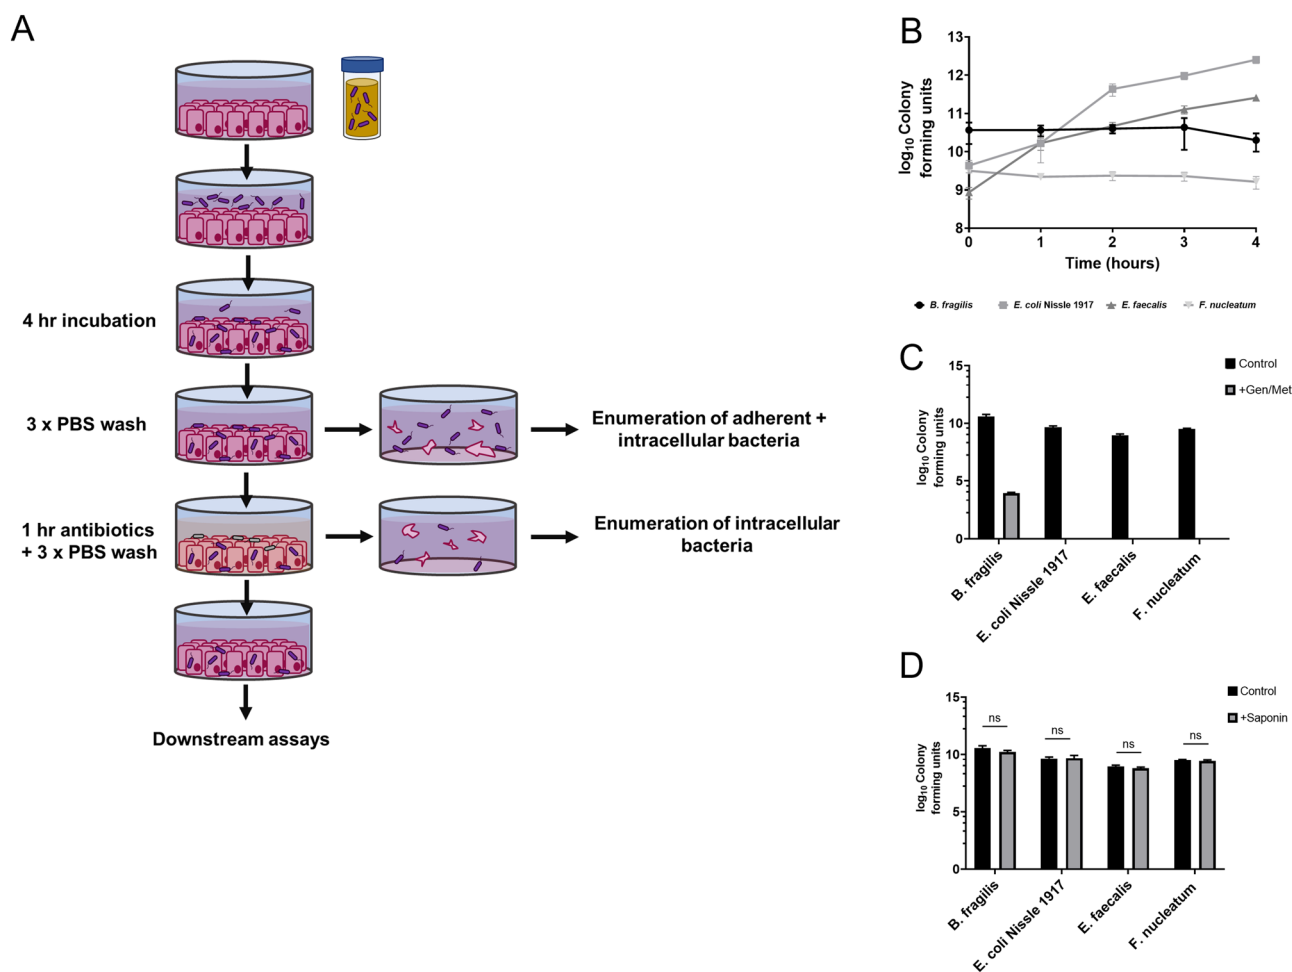 A
4 hr incubation
3 x PBS wash
Enumeration of adherent +
intracellular bacteria
1 hr antibiotics
+ 3 x PBS wash
Enumeration of intracellular
bacteria
Downstream assays
B
log10 Colony
forming units
13
12
11
10
9
8
0 1 2 3 4
Time (hours)
B. fragilis E. coli Nissle 1917 E. faecalis F. nucleatum
C
log10 Colony
forming units
15
10
5
0
Control
+Gen/Met
B. fragilis
E. coli Nissle 1917
E. faecalis
F. nucleatum
D
log10 Colony
forming units
15
10
5
0
ns ns ns ns
Control
+Saponin
B. fragilis
E. coli Nissle 1917
E. faecalis
F. nucleatum